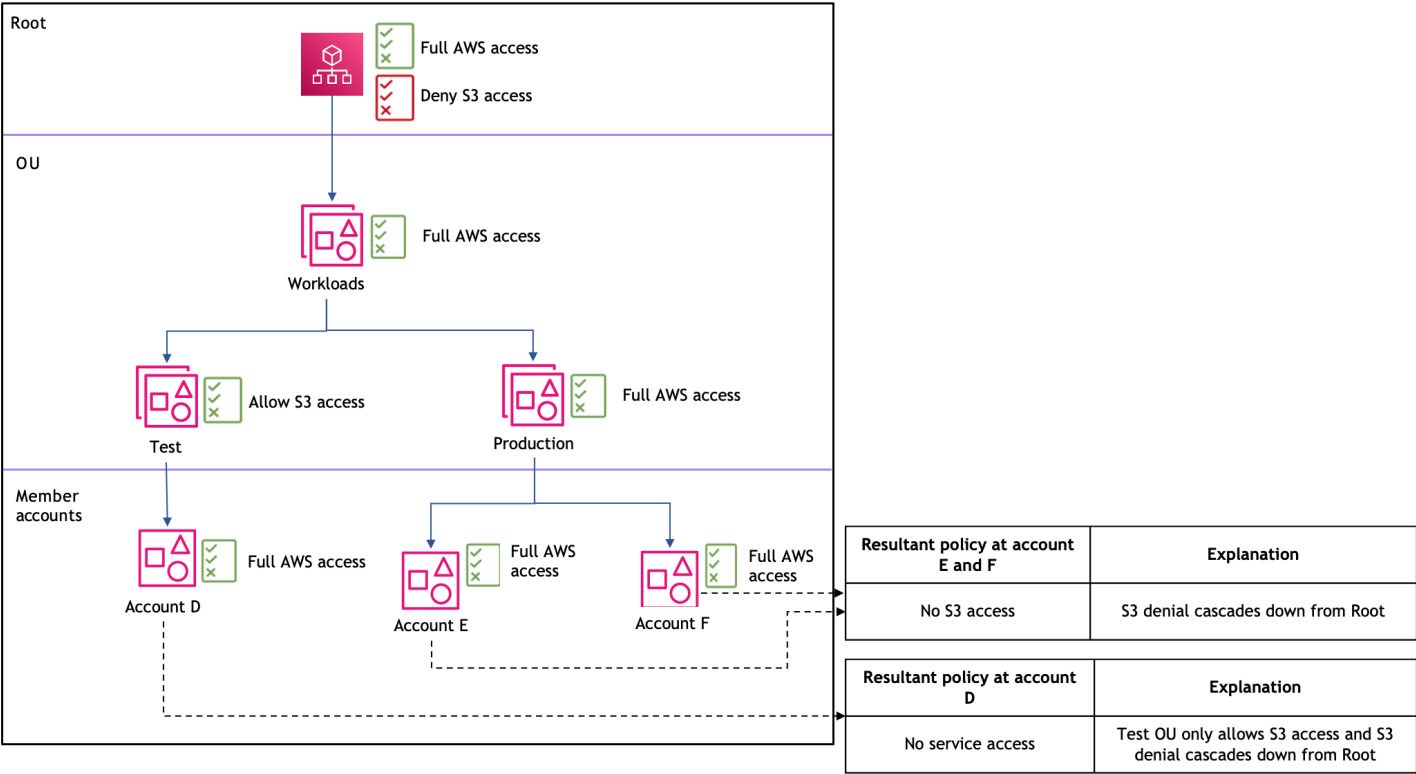 Root
Full AWS access
Deny S3 access
OU
Full AWS access
Workloads
Allow S3 access
Test
Full AWS access
Production
Member
accounts
Full AWS access
Account D
Full AWS
access
Account E
Full AWS
access
Account F
Resultant policy at account
E and F
Explanation
No S3 access
S3 denial cascades down from Root
Resultant policy at account
D
Explanation
No service access
Test OU only allows S3 access and S3
denial cascades down from Root